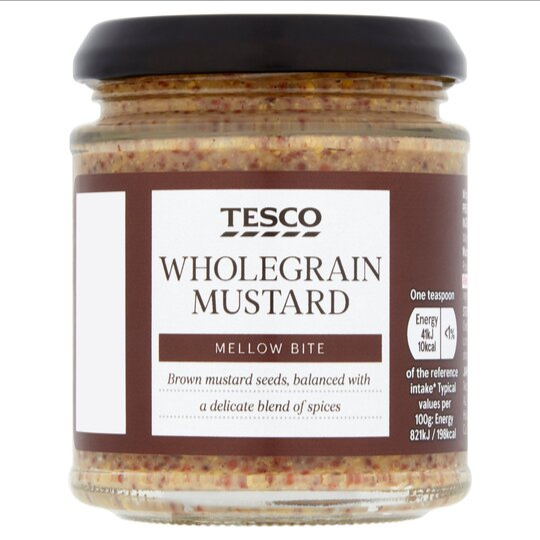 TESCO
WHOLEGRAIN
MUSTARD
MELLOW BITE
Brown mustard seeds, balanced with
a delicate blend of spices
One teaspoon
Energy
41kJ
10kcal
<1%
of the reference
intake* Typical
values per
100g: Energy
821kJ / 198kcal